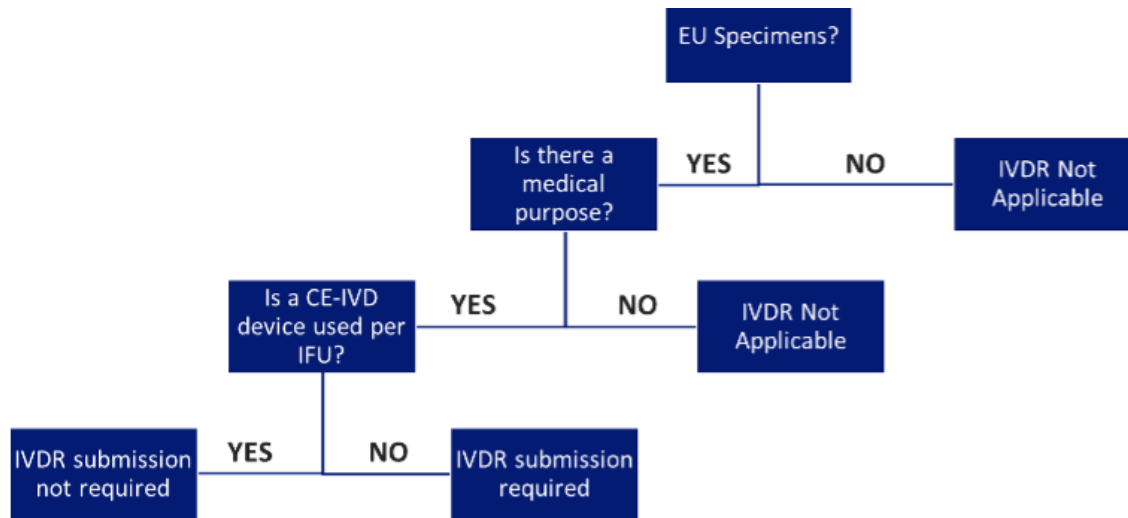 EU Specimens?
Is there a
medical
purpose?
YES
NO
IVDR Not
Applicable
Is a CE-IVD
device used per
IFU?
YES
NO
IVDR Not
Applicable
IVDR submission
not required
YES
NO
IVDR submission
required